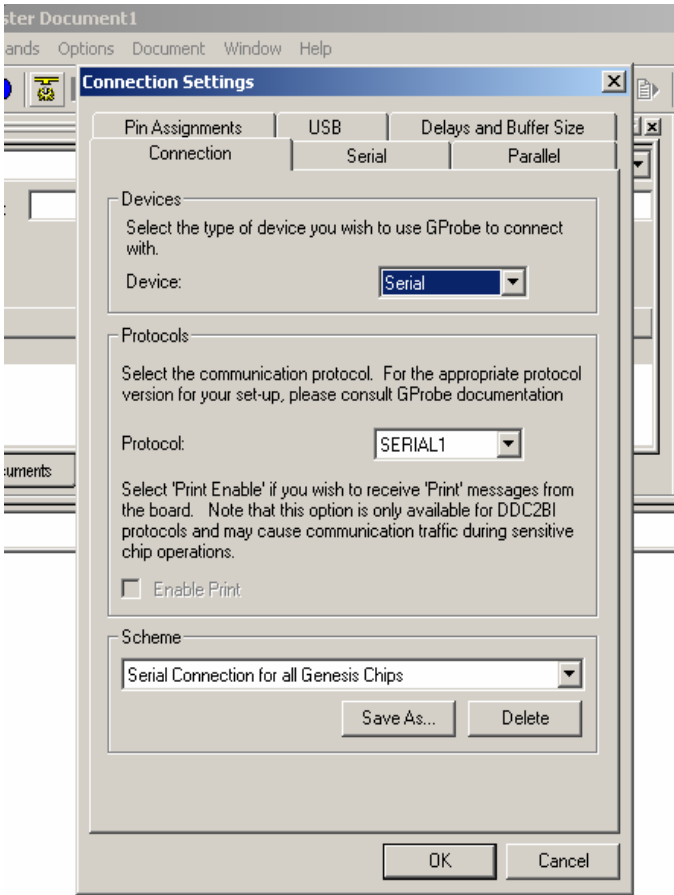 ster Document1
ands Options Document Window Help
Connection Settings
Pin Assignments USB Delays and Buffer Size
Connection Serial Parallel
Devices
Select the type of device you wish to use GProbe to connect
with.
Device: Serial
Protocols
Select the communication protocol. For the appropriate protocol
version for your set-up, please consult GProbe documentation
Protocol: SERIAL1
Select 'Print Enable' if you wish to receive 'Print' messages from
the board. Note that this option is only available for DDC2BI
protocols and may cause communication traffic during sensitive
chip operations.
Enable Print
Scheme
Serial Connection for all Genesis Chips
Save As... Delete
OK Cancel
:
cuments